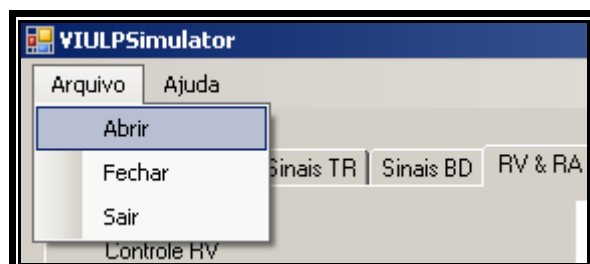 VIULPSimulator
Arquivo Ajuda
Abrir
Fechar
Sinais TR Sinais BD RV & RA
Sair
Controle RV